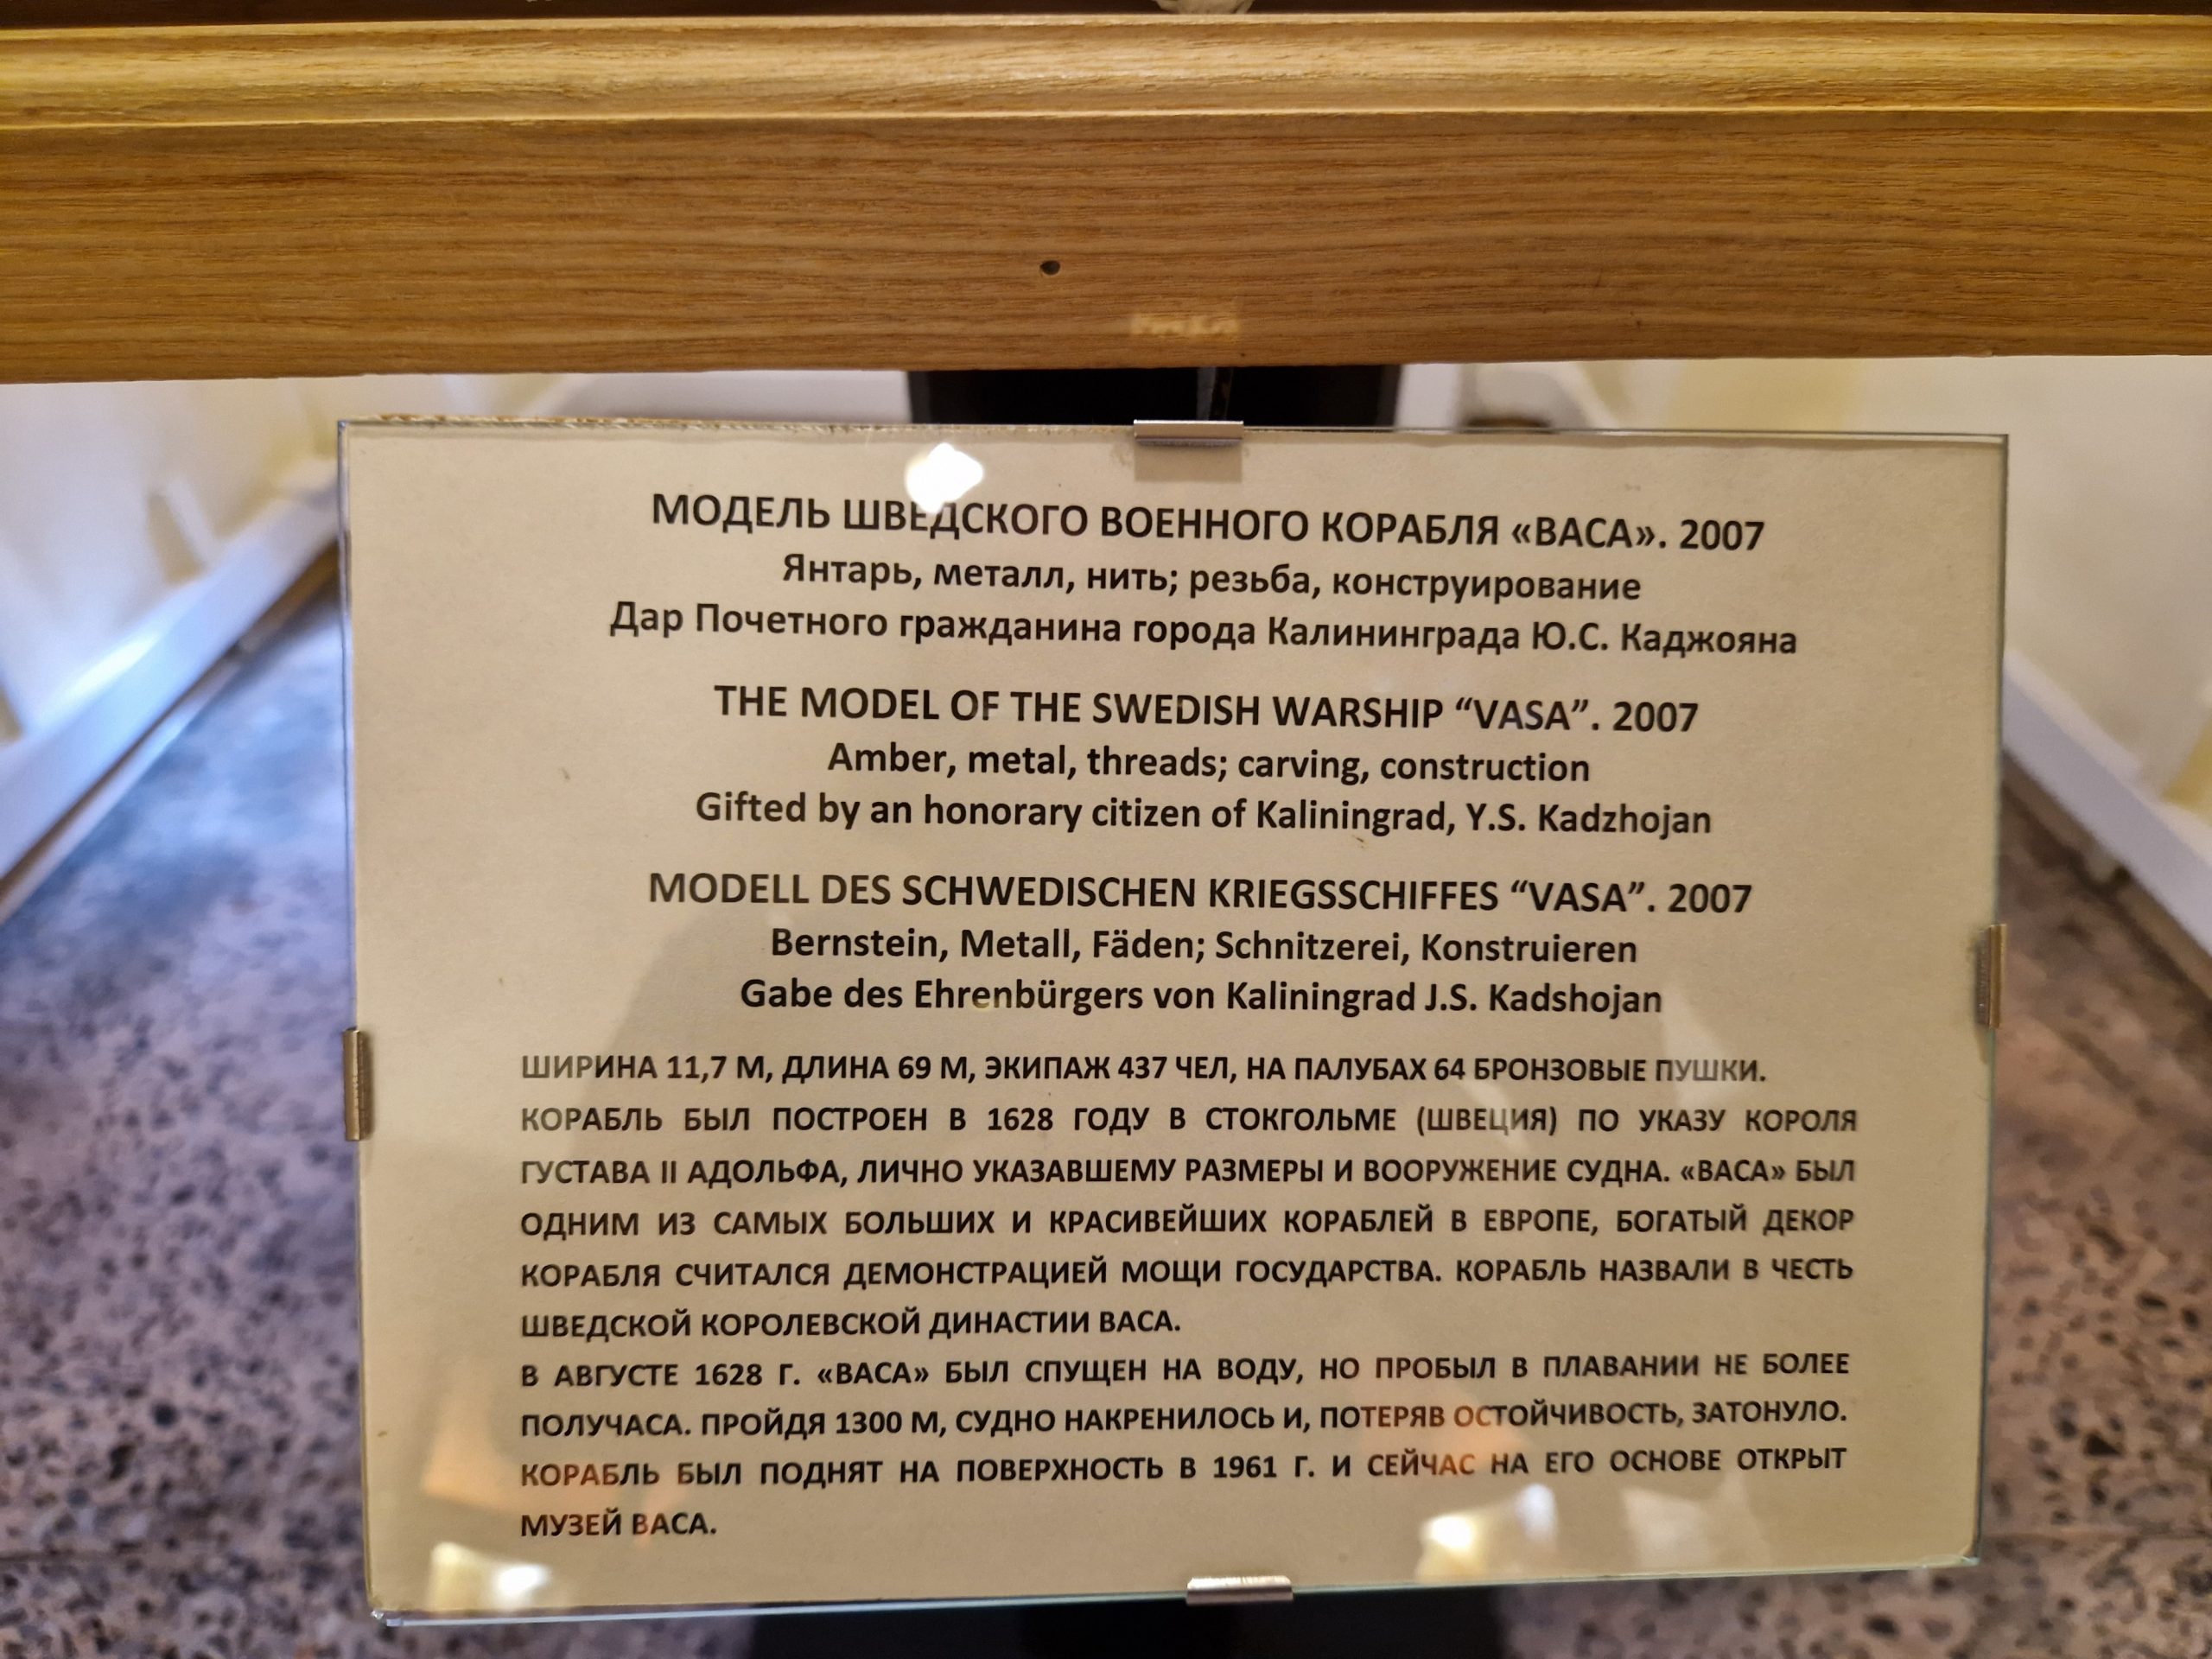 МОДЕЛЬ ШВЕДСКОГО ВОЕННОГО КОРАБЛЯ «ВАСА». 2007
Янтарь, металл, нить; резьба, конструирование
Дар Почетного гражданина города Калининграда Ю.С. Каджояна
THE MODEL OF THE SWEDISH WARSHIP “VASA”. 2007
Amber, metal, threads; carving, construction
Gifted by an honorary citizen of Kaliningrad, Y.S. Kadzhojan
MODELL DES SCHWEDISCHEN KRIEGSSCHIFFES “VASA”. 2007
Bernstein, Metall, Fäden; Schnitzerei, Konstruieren
Gabe des Ehrenbürgers von Kaliningrad J.S. Kadshojan
ШИРИНА 11,7 М, ДЛИНА 69 М, ЭКИПАЖ 437 ЧЕЛ, НА ПАЛУБАХ 64 БРОНЗОВЫЕ ПУШКИ.
КОРАБЛЬ БЫЛ ПОСТРОЕН В 1628 ГОДУ В СТОКГОЛЬМЕ (ШВЕЦИЯ) ПО УКАЗУ КОРОЛЯ
ГУСТАВА II АДОЛЬФА, ЛИЧНО УКАЗАВШЕМУ РАЗМЕРЫ И ВООРУЖЕНИЕ СУДНА. «ВАСА» БЫЛ
ОДНИМ ИЗ САМЫХ БОЛЬШИХ И КРАСИВЕЙШИХ КОРАБЛЕЙ В ЕВРОПЕ, БОГАТЫЙ ДЕКОР
КОРАБЛЯ СЧИТАЛСЯ ДЕМОНСТРАЦИЕЙ МОЩИ ГОСУДАРСТВА. КОРАБЛЬ НАЗВАЛИ В ЧЕСТЬ
ШВЕДСКОЙ КОРОЛЕВСКОЙ ДИНАСТИИ ВАСА.
В АВГУСТЕ 1628 Г. «ВАСА» БЫЛ СПУЩЕН НА ВОДУ, НО ПРОБЫЛ В ПЛАВАНИИ НЕ БОЛЕЕ
ПОЛУЧАСА. ПРОЙДЯ 1300 М, СУДНО НАКРЕНИЛОСЬ И, ПОТЕРЯВ ОСТОЙЧИВОСТЬ, ЗАТОНУЛО.
КОРАБЛЬ БЫЛ ПОДНЯТ НА ПОВЕРХНОСТЬ В 1961 Г. И СЕЙЧАС НА ЕГО ОСНОВЕ ОТКРЫТ
МУЗЕЙ ВАСА.